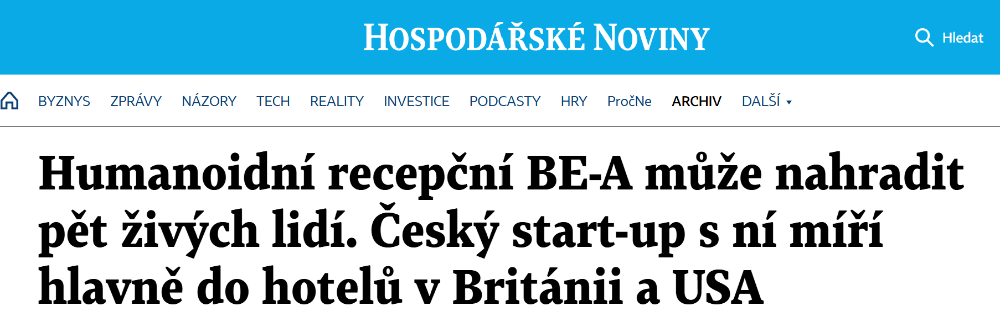 HOSPODÁŘSKÉ NOVINY
Hledat
BYZNYS ZPRÁVY NÁZORY TECH REALITY INVESTICE PODCASTY HRY PročNe ARCHIV DALŠÍ
Humanoidní recepční BE-A může nahradit
pět živých lidí. Český start-up s ní míří
hlavně do hotelů v Británii a USA